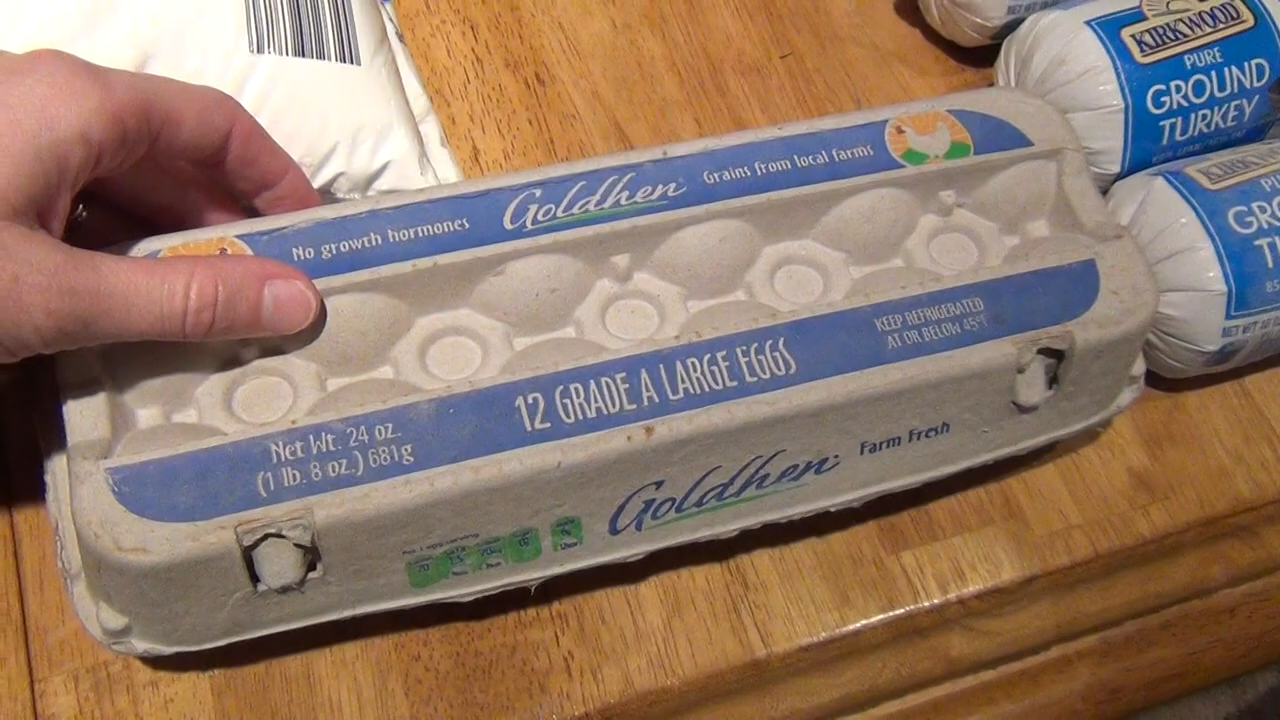 KIRKWOOD
PURE
GROUND
TURKEY
No growth hormones
Goldhen
Grains from local farms
12 GRADE A LARGE EGGS
KEEP REFRIGERATED
AT OR BELOW 45°F
Net Wt. 24 oz.
(1 lb. 8 oz.) 681g
Goldhen
Farm Fresh
KIRKWOOD